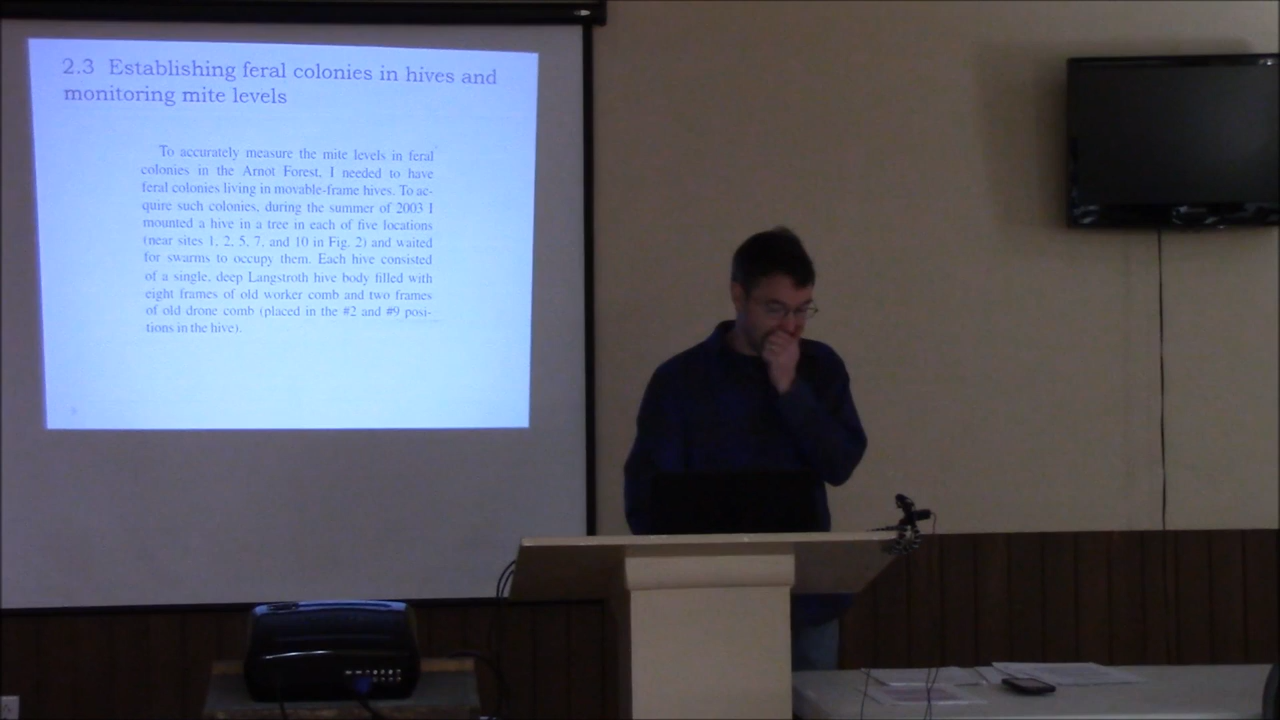 2.3 Establishing feral colonies in hives and
monitoring mite levels
To accurately measure the mite levels in feral
colonies in the Arnot Forest, I needed to have
feral colonies living in movable-frame hives. To ac-
quire such colonies, during the summer of 2003 I
mounted a hive in a tree in each of five locations
(near sites 1, 2, 5, 7, and 10 in Fig. 2) and waited
for swarms to occupy them. Each hive consisted
of a single, deep Langstroth hive body filled with
eight frames of old worker comb and two frames
of old drone comb (placed in the #2 and #9 posi-
tions in the hive).